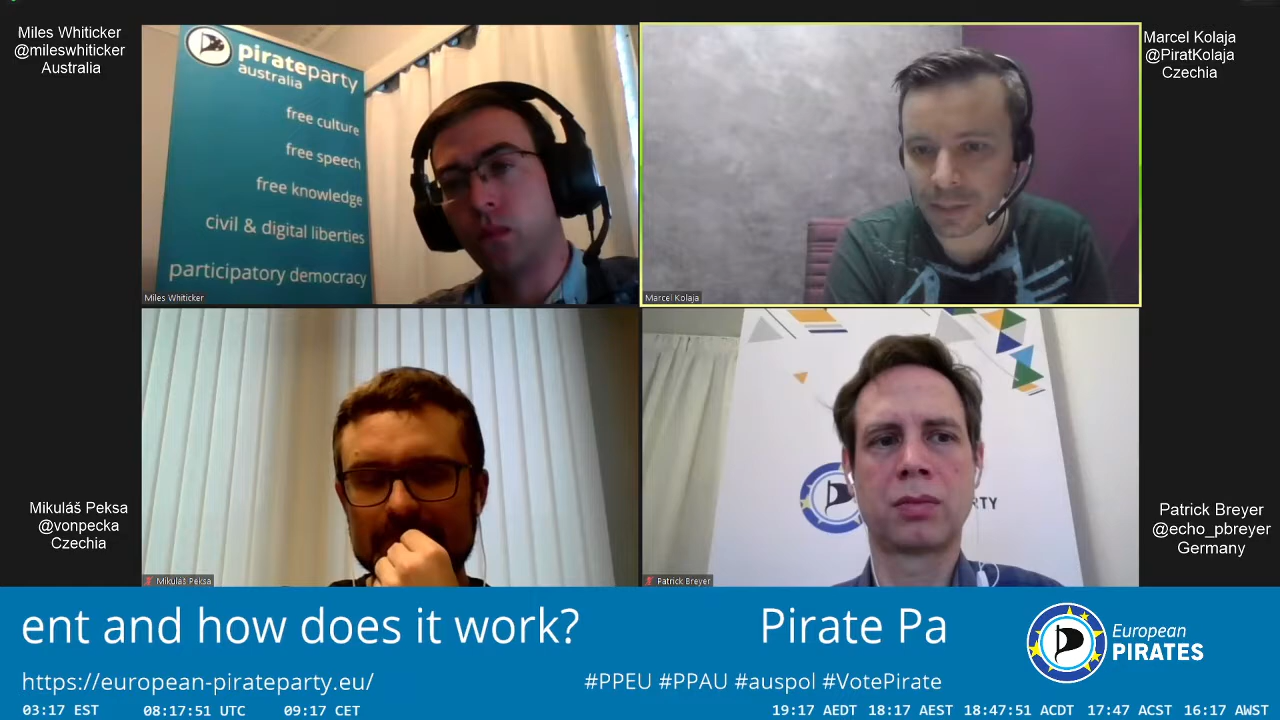 Miles Whiticker
@mileswhiticker
Australia
pirateparty
australia
free culture
free speech
free knowledge
civil & digital liberties
participatory democracy
Miles Whiticker
Marcel Kolaja
@PiratKolaja
Czechia
Marcel Kolaja
Mikuláš Peksa
@vonpecka
Czechia
Mikuláš Peksa
RTY
Patrick Breyer
Patrick Breyer
@echo_pbreyer
Germany
ent and how does it work?
Pirate Pa
European
PIRATES
https://european-pirateparty.eu/
#PPEU #PPAU #auspol #VotePirate
03:17 EST 08:17:51 UTC 09:17 CET
19:17 AEDT 18:17 AEST 18:47:51 ACDT 17:47 ACST 16:17 AWST